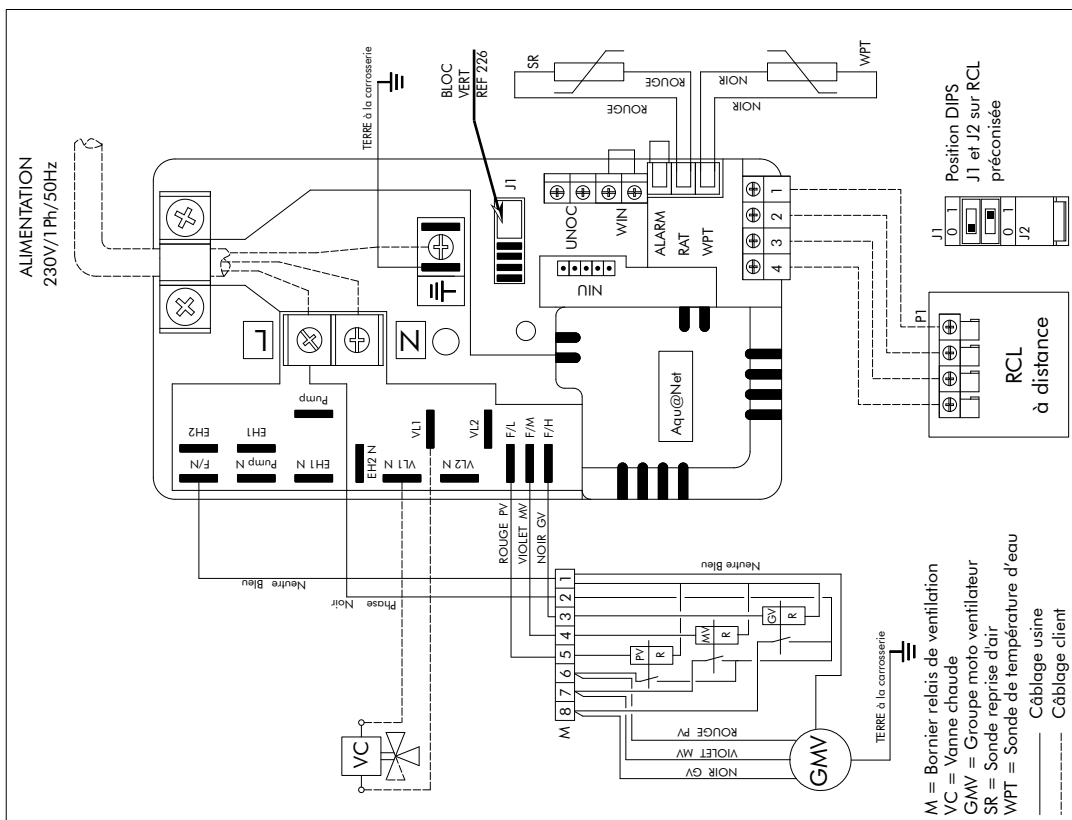 ALIMENTATION
230V/1Ph/50Hz
TERRE à la carrosserie
BLOC
VERT
REF 226
SR
ROUGE
ROUGE
NOIR
NOIR
WPT
Position DIPS
J1 et J2 sur RCL
préconisée
J1
0 1
0 1
J2
L
N
J1
UNOC
WIN
ALARM
RAT
WPT
NIU
1
2
3
4
Aqu@Net
P1
RCL
à distance
EH2
EH1
Pump
F/N
Pump N
EH1 N
EH2 N
VL1 N
VL2 N
VL1
VL2
F/L
F/M
F/H
ROUGE PV
VIOLET MV
NOIR GV
Neutre Bleu
Phase Noir
VC
M
8
7
6
5
4
3
2
1
PV
R
MV
R
GV
R
Neutre Bleu
ROUGE PV
VIOLET MV
NOIR GV
GMV
TERRE à la carrosserie
M = Bornier relais de ventilation
VC = Vanne chaude
GMV = Groupe moto ventilateur
SR = Sonde reprise d'air
WPT = Sonde de température d'eau
Câblage usine
Câblage client